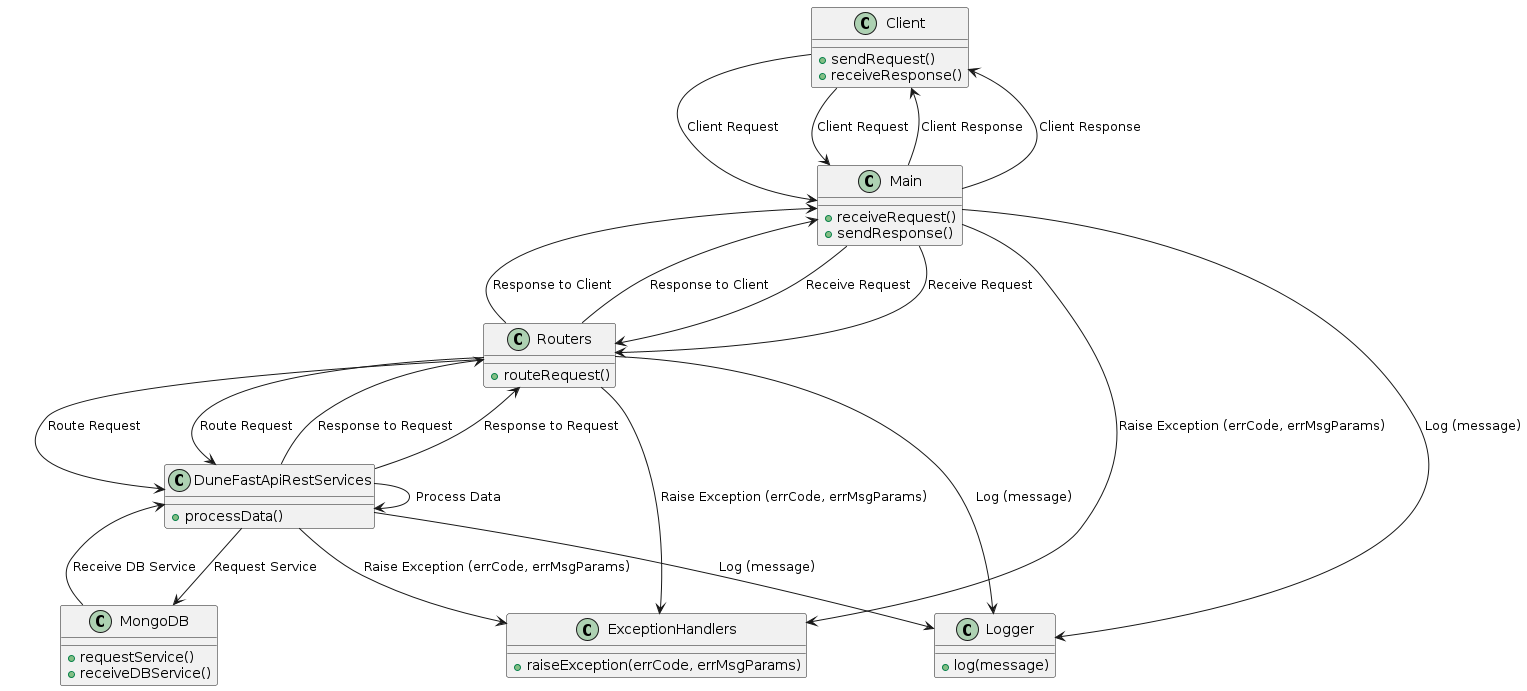 C Client
sendRequest()
receiveResponse()
Client Request
Client Request
Client Response
Client Response
C Main
receiveRequest()
sendResponse()
Response to Client
Response to Client
Receive Request
Receive Request
C Routers
routeRequest()
Route Request
Route Request
Response to Request
Response to Request
Raise Exception (errCode, errMsgParams)
Log (message)
C DuneFastApiRestServices
processData()
Process Data
Raise Exception (errCode, errMsgParams)
Log (message)
Receive DB Service
Request Service
Raise Exception (errCode, errMsgParams)
Log (message)
C MongoDB
requestService()
receiveDBService()
C ExceptionHandlers
raiseException(errCode, errMsgParams)
C Logger
log(message)